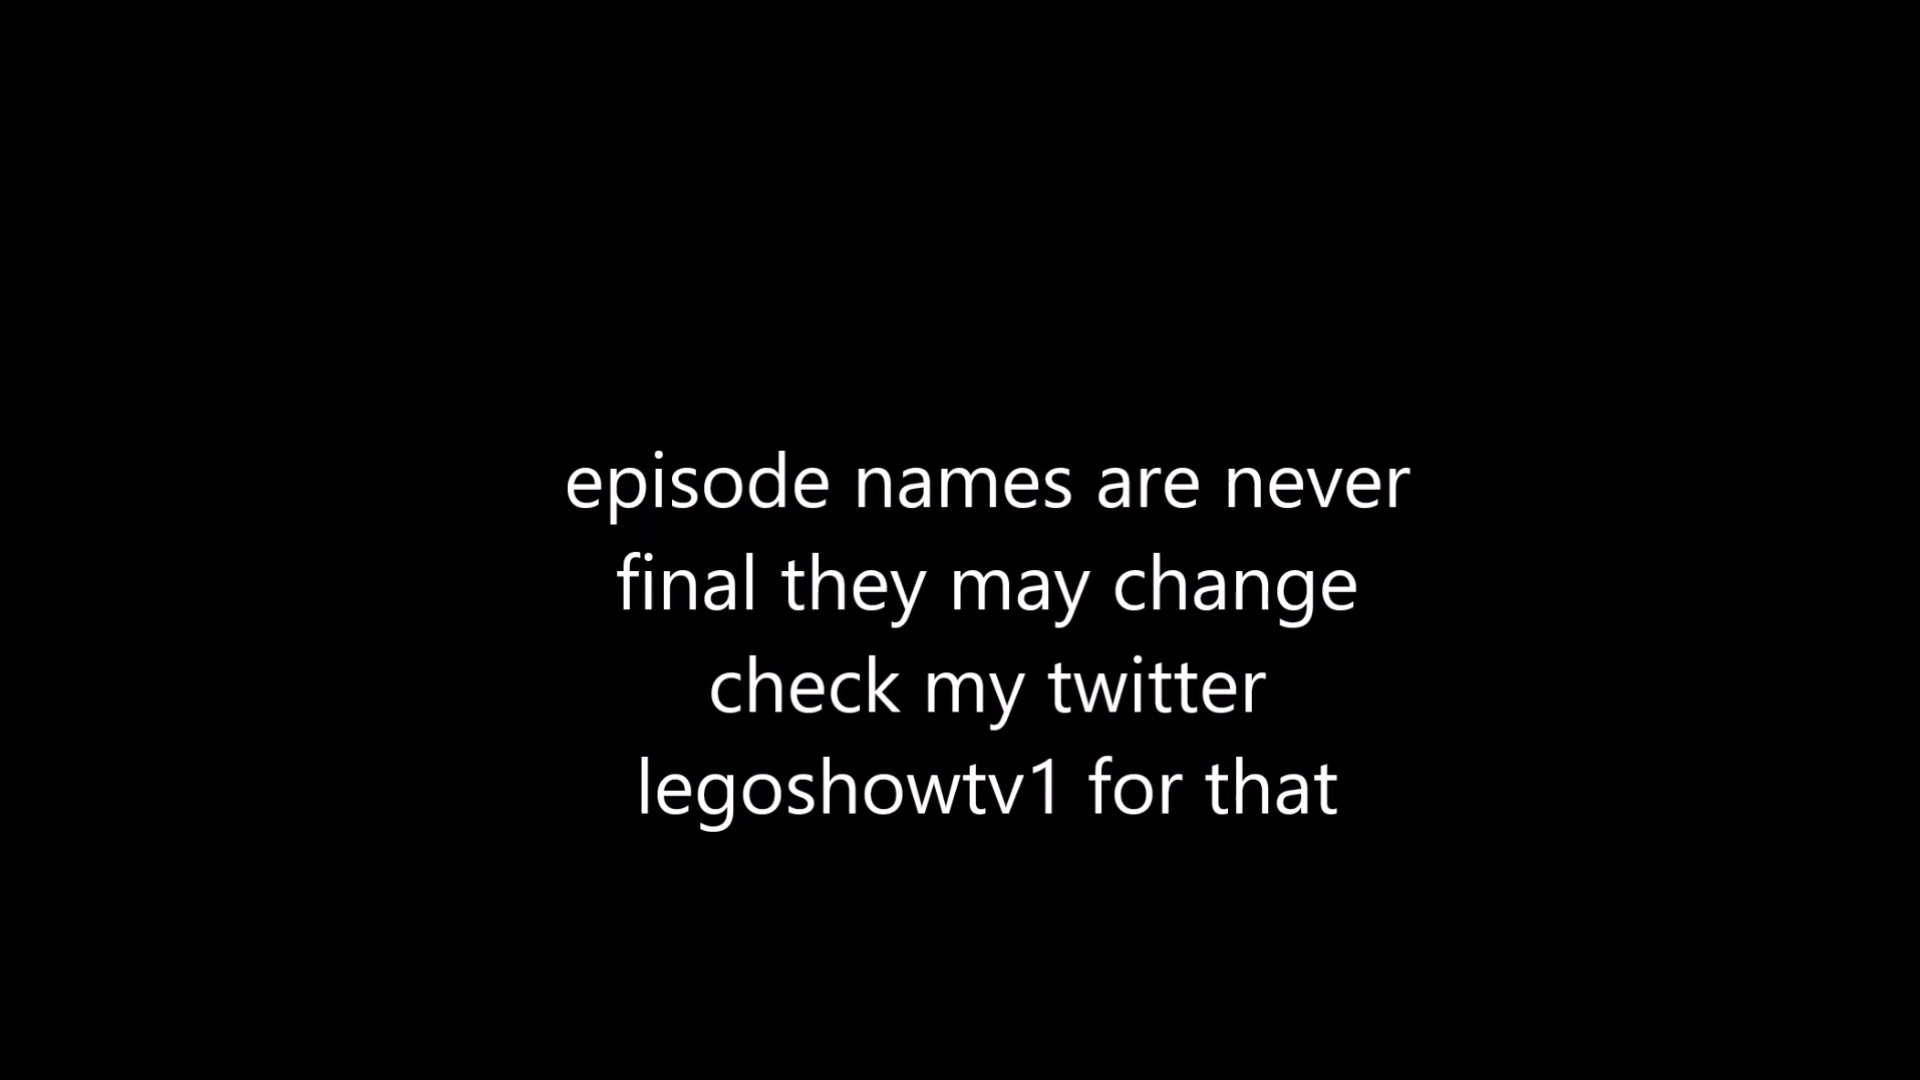 episode names are never
final they may change
check my twitter
legoshowtv1 for that